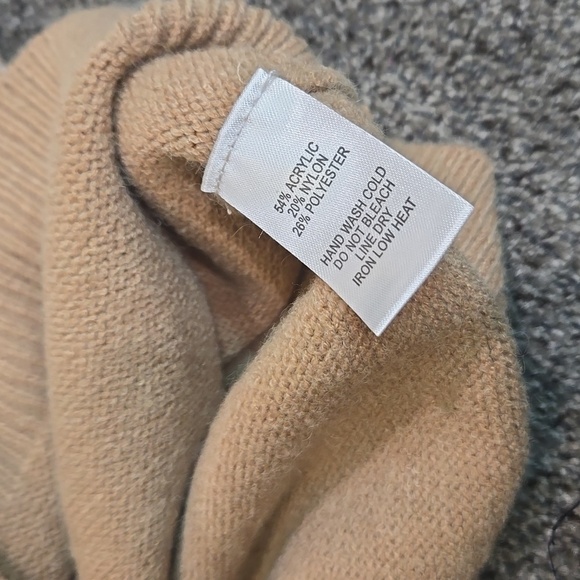 54% ACRYLIC
20% NYLON
26% POLYESTER
HAND WASH COLD
DO NOT BLEACH
LINE DRY
IRON LOW HEAT